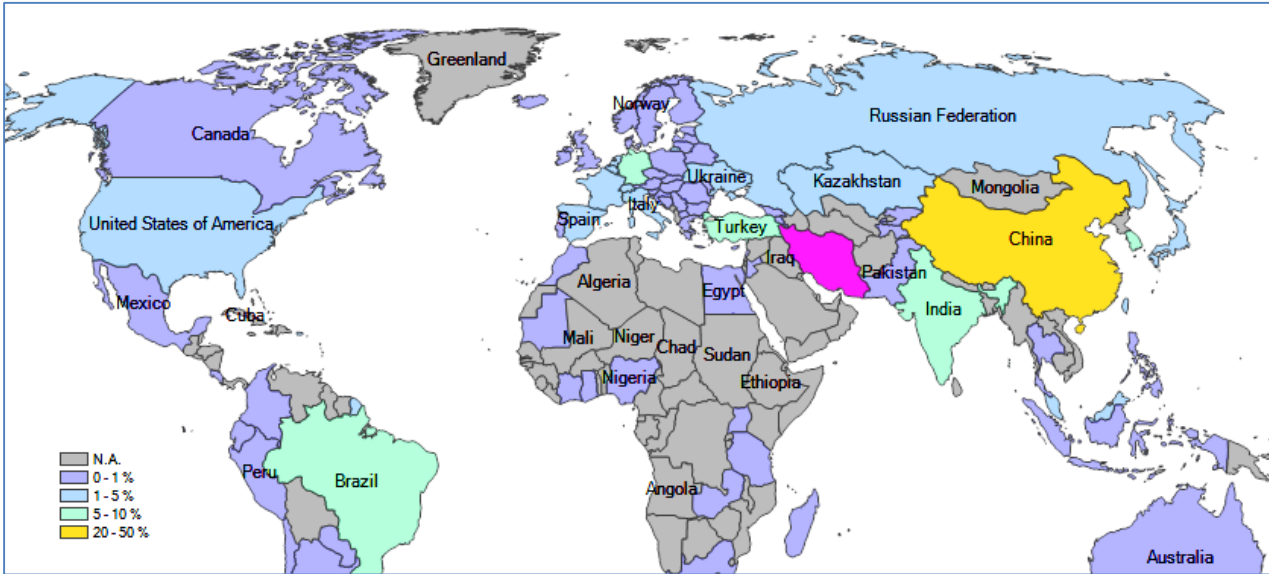 Greenland
Norway
Canada
Russian Federation
Ukraine
Kazakhstan
Mongolia
Italy
Spain
United States of America
Turkey
China
Iraq
Pakistan
Algeria
Egypt
Mexico
India
Cuba
Mali
Niger
Chad
Sudan
Nigeria
Ethiopia
Peru
Brazil
Angola
Australia
N.A.
0 - 1 %
1 - 5 %
5 - 10 %
20 - 50 %